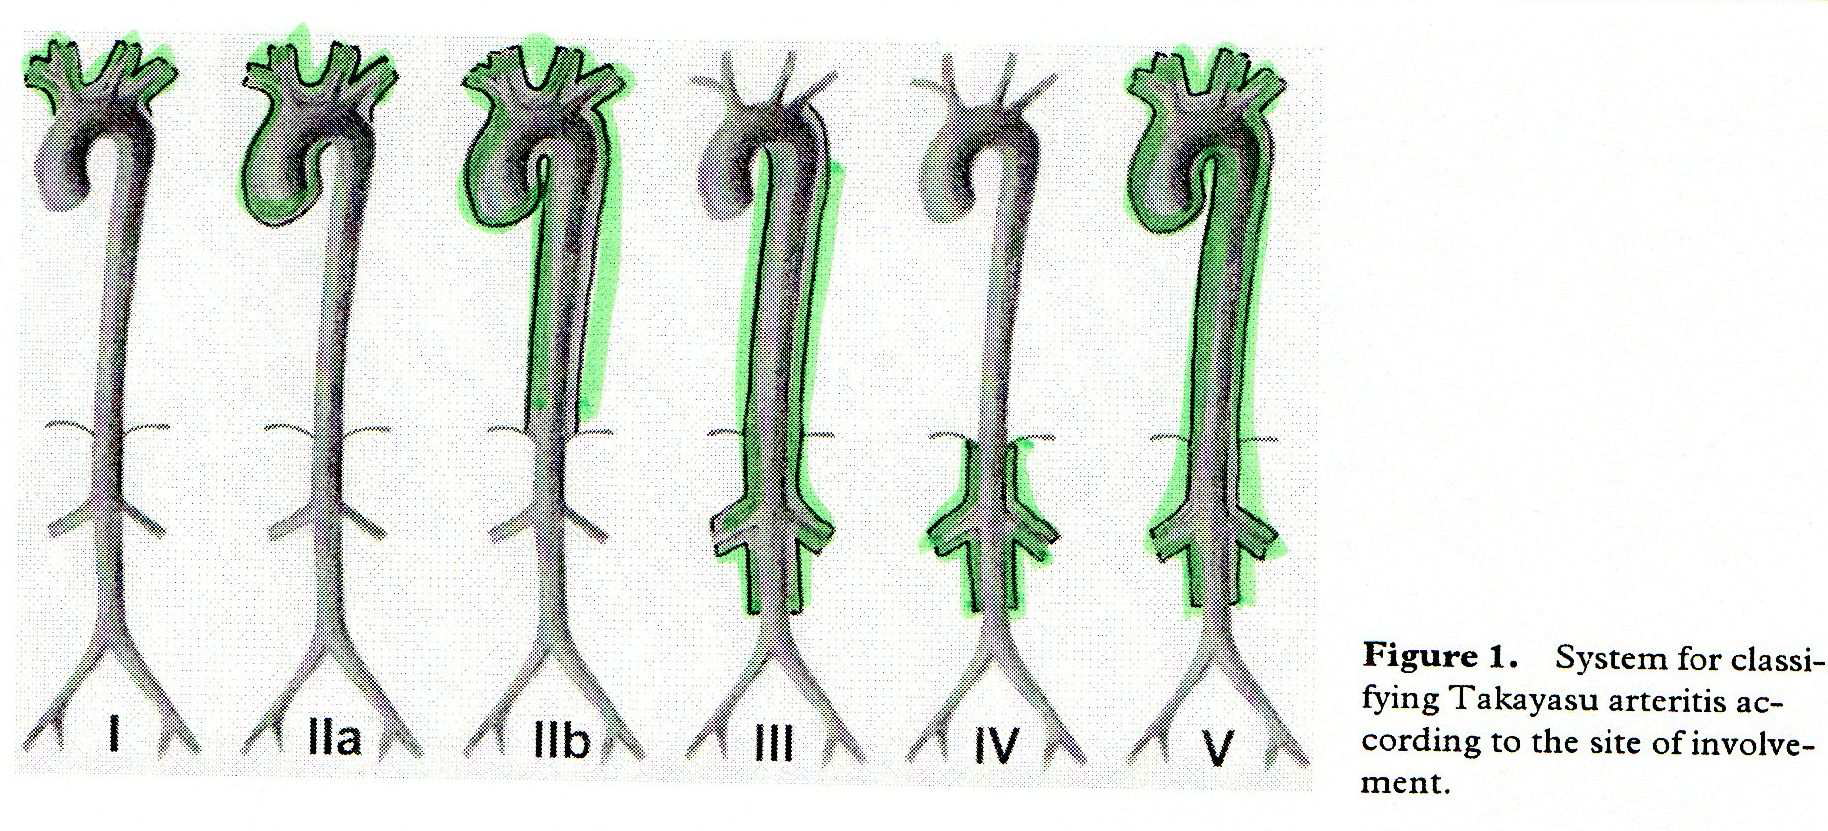 I IIa IIb III IV V
Figure 1. System for classi-
fying Takayasu arteritis ac-
cording to the site of involve-
ment.